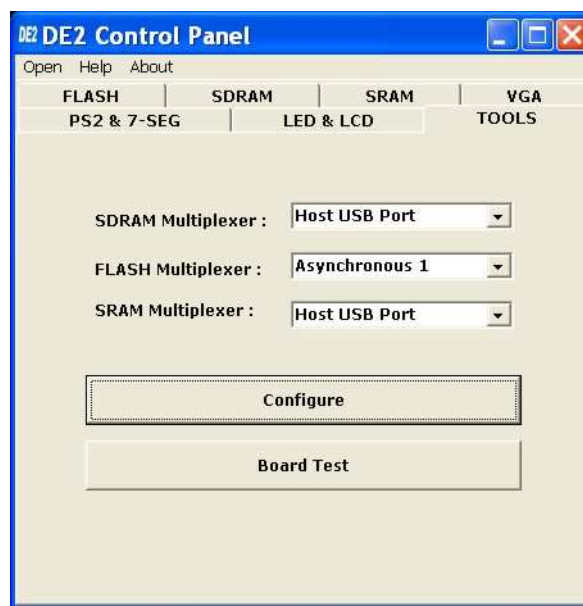 DE2 DE2 Control Panel
Open Help About
FLASH SDRAM SRAM VGA
PS2 & 7-SEG LED & LCD TOOLS
SDRAM Multiplexer : Host USB Port
FLASH Multiplexer : Asynchronous 1
SRAM Multiplexer : Host USB Port
Configure
Board Test